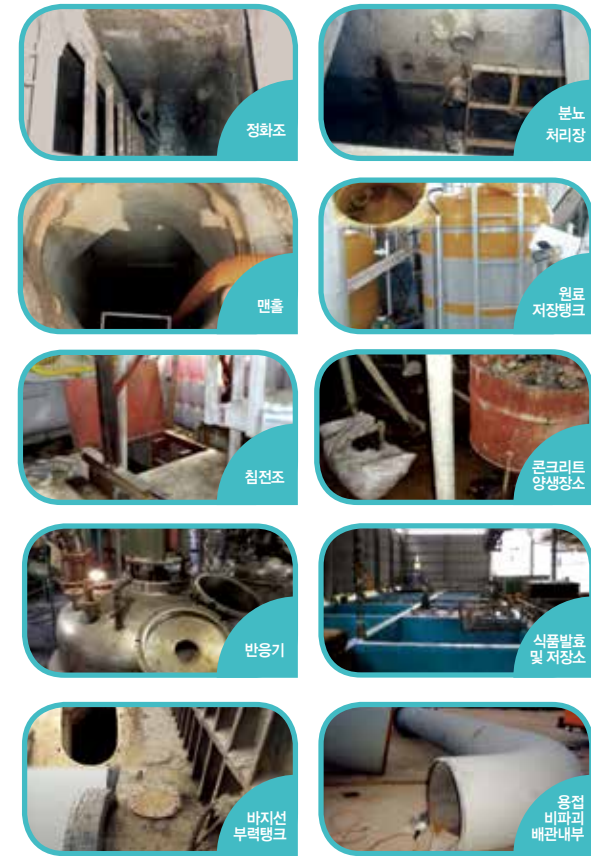 정화조
분뇨
처리장
맨홀
원료
저장탱크
침전조
콘크리트
양생장소
반응기
식품발효
및 저장소
바지선
부력탱크
용접
비파괴
배관내부